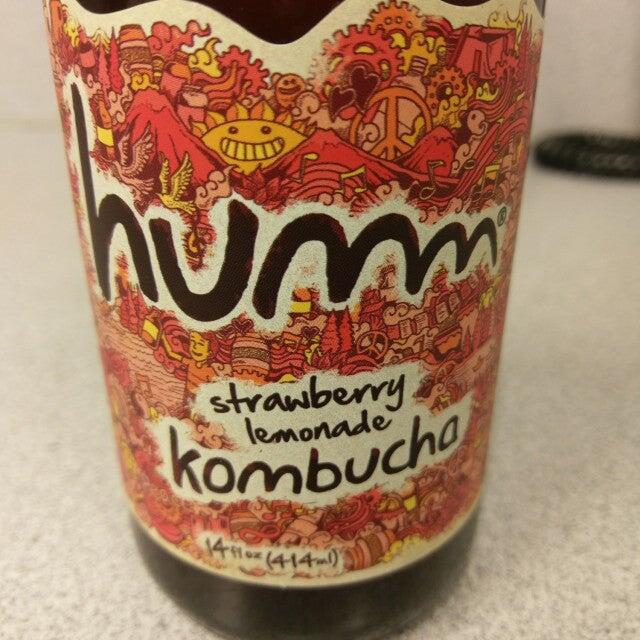 humm®
strawberry
lemonade
kombucha
14 fl oz (414ml)